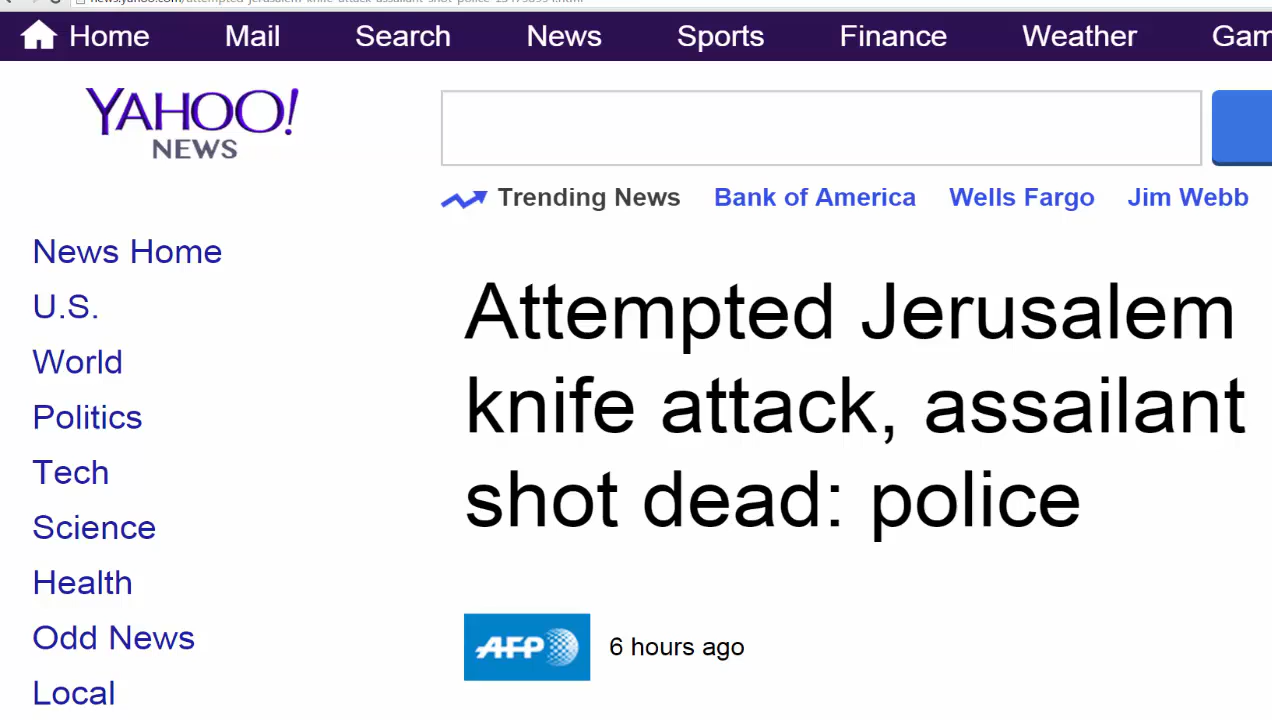 Home Mail Search News Sports Finance Weather Gam
YAHOO!
NEWS
Trending News Bank of America Wells Fargo Jim Webb
News Home
U.S.
World
Politics
Tech
Science
Health
Odd News
Local
Attempted Jerusalem
knife attack, assailant
shot dead: police
AFP 6 hours ago